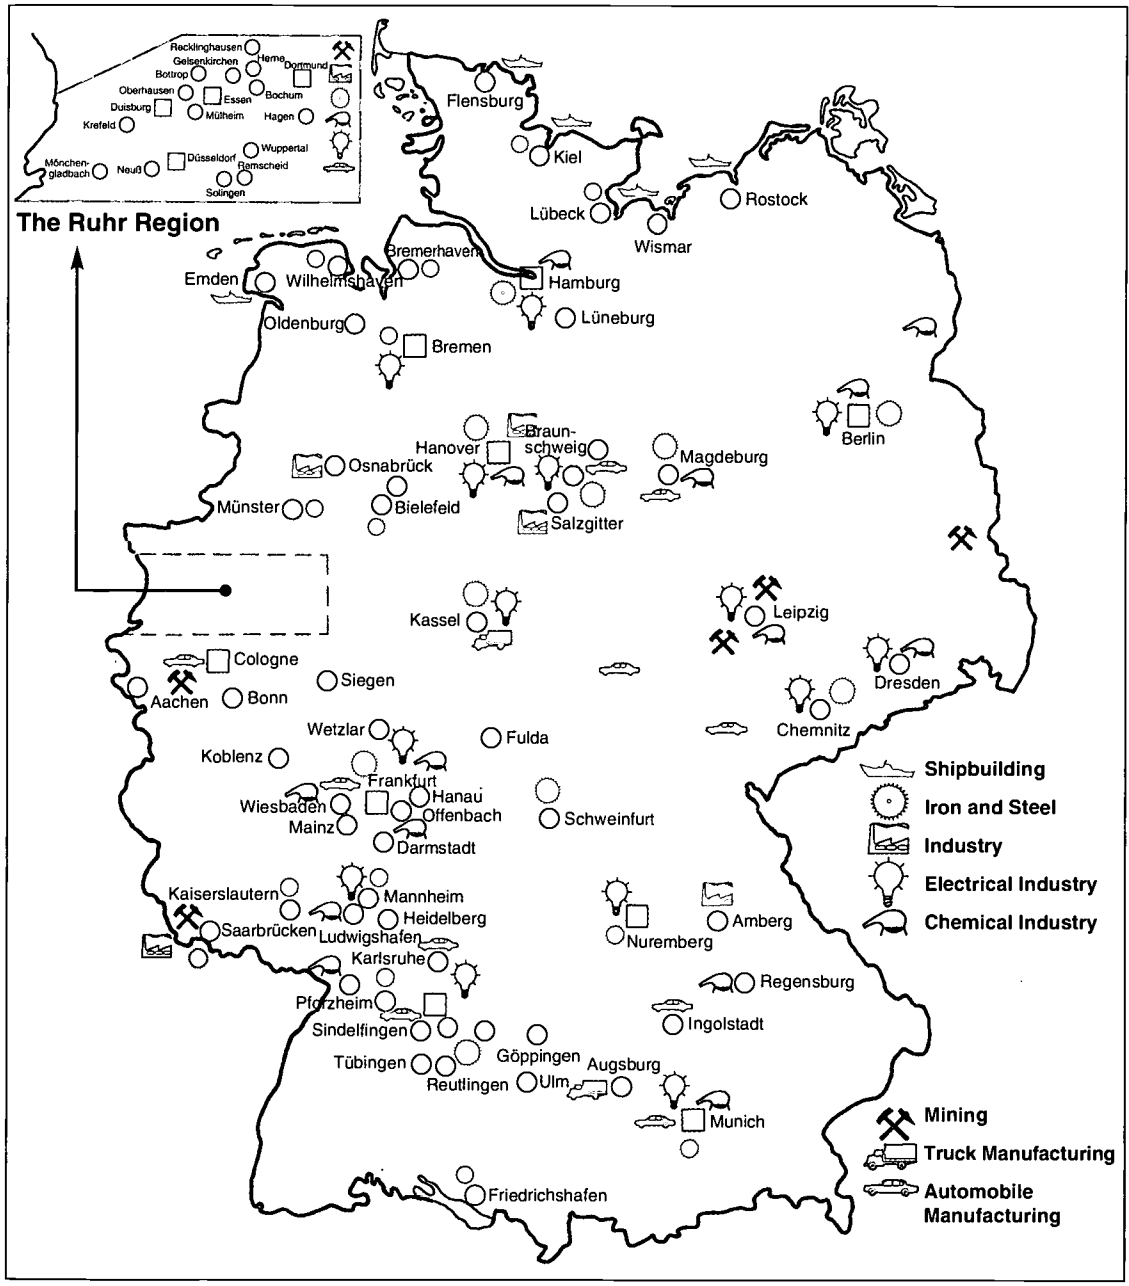 Recklinghausen
Gelsenkirchen
Herne
Dortmund
Bottrop
Oberhausen
Essen
Bochum
Duisburg
Mülheim
Hagen
Krefeld
Wuppertal
Mönchen-
gladbach
Neuß
Düsseldorf
Remscheid
Solingen
The Ruhr Region
Flensburg
Kiel
Lübeck
Rostock
Wismar
Bremerhaven
Emden
Wilhelmshaven
Hamburg
Oldenburg
Lüneburg
Bremen
Berlin
Hanover
Braun-
schweig
Osnabrück
Magdeburg
Münster
Bielefeld
Salzgitter
Kassel
Leipzig
Cologne
Siegen
Dresden
Aachen
Bonn
Wetzlar
Fulda
Chemnitz
Koblenz
Frankfurt
Wiesbaden
Hanau
Offenbach
Mainz
Schweinfurt
Darmstadt
Kaiserslautern
Mannheim
Heidelberg
Saarbrücken
Ludwigshafen
Nuremberg
Amberg
Karlsruhe
Pforzheim
Regensburg
Sindelfingen
Ingolstadt
Tübingen
Göppingen
Augsburg
Reutlingen
Ulm
Munich
Friedrichshafen
Shipbuilding
Iron and Steel
Industry
Electrical Industry
Chemical Industry
Mining
Truck Manufacturing
Automobile
Manufacturing